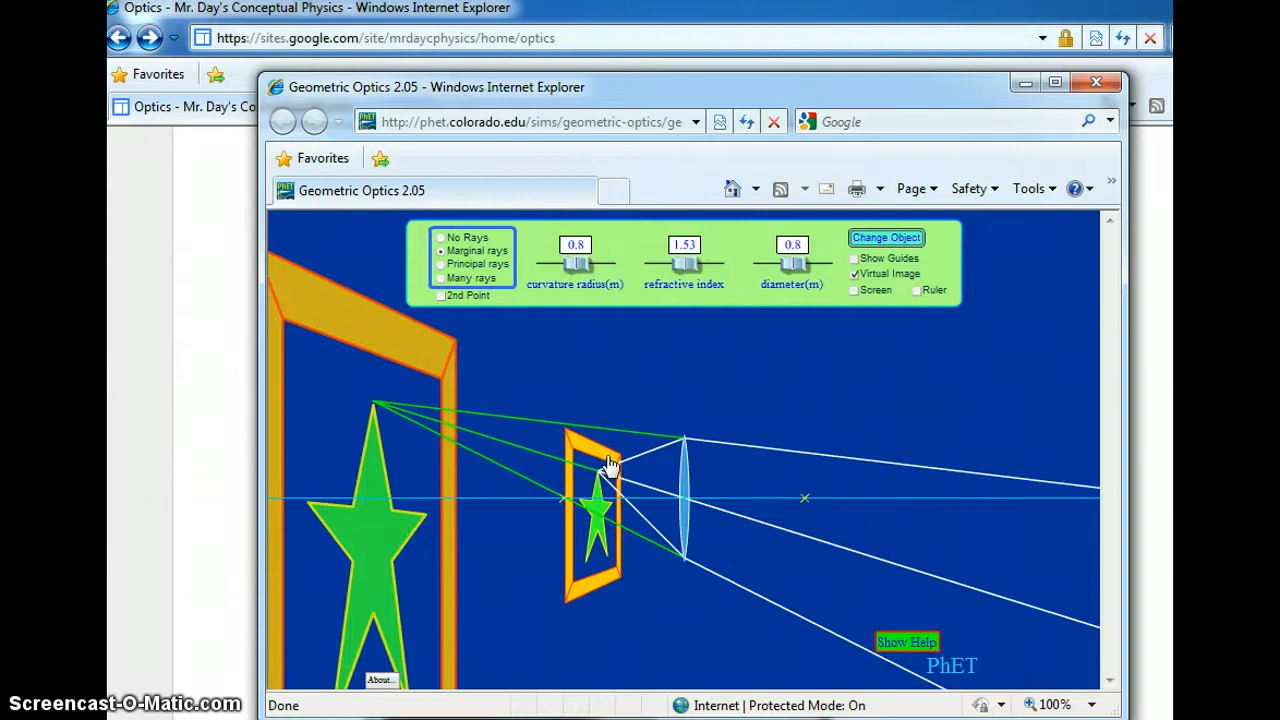 Optics - Mr. Day's Conceptual Physics - Windows Internet Explorer
https://sites.google.com/site/mrdaycphysics/home/optics
Favorites
Optics - Mr. Day's Co
Geometric Optics 2.05 - Windows Internet Explorer
http://phet.colorado.edu/sims/geometric-optics/ge
Google
Favorites
Geometric Optics 2.05
Page
Safety
Tools
»
No Rays
Marginal rays
Principal rays
Many rays
2nd Point
0.8
curvature radius(m)
1.53
refractive index
0.8
diameter(m)
Change Object
Show Guides
Virtual Image
Screen
Ruler
Show Help
PhET
About...
Done
Internet | Protected Mode: On
100%
Screencast-O-Matic.com